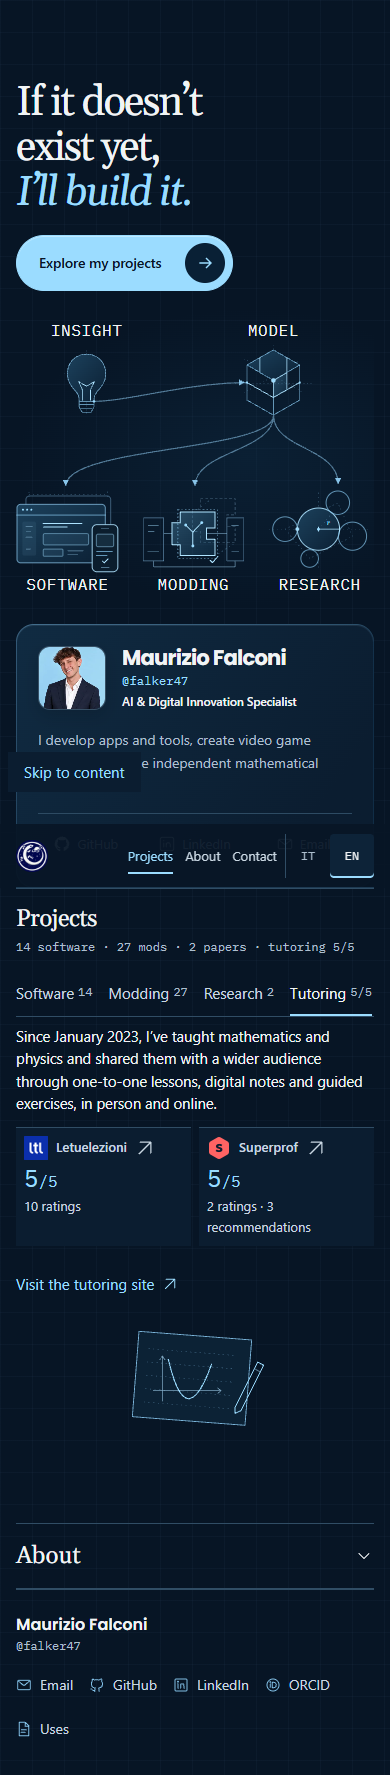 If it doesn't
exist yet,
I'll build it.
Explore my projects
INSIGHT
MODEL
SOFTWARE
MODDING
RESEARCH
Maurizio Falconi
@falker47
AI & Digital Innovation Specialist
I develop apps and tools, create video game
Skip to content
e independent mathematical
GitHub
LinkedIn
Email
Projects
About
Contact
IT
EN
Projects
14 software · 27 mods · 2 papers · tutoring 5/5
Software 14
Modding 27
Research 2
Tutoring 5/5
Since January 2023, I've taught mathematics and
physics and shared them with a wider audience
through one-to-one lessons, digital notes and guided
exercises, in person and online.
ltl Letuelezioni
5/5
10 ratings
S Superprof
5/5
2 ratings · 3
recommendations
Visit the tutoring site
About
Maurizio Falconi
@falker47
Email
GitHub
LinkedIn
iD ORCID
Uses